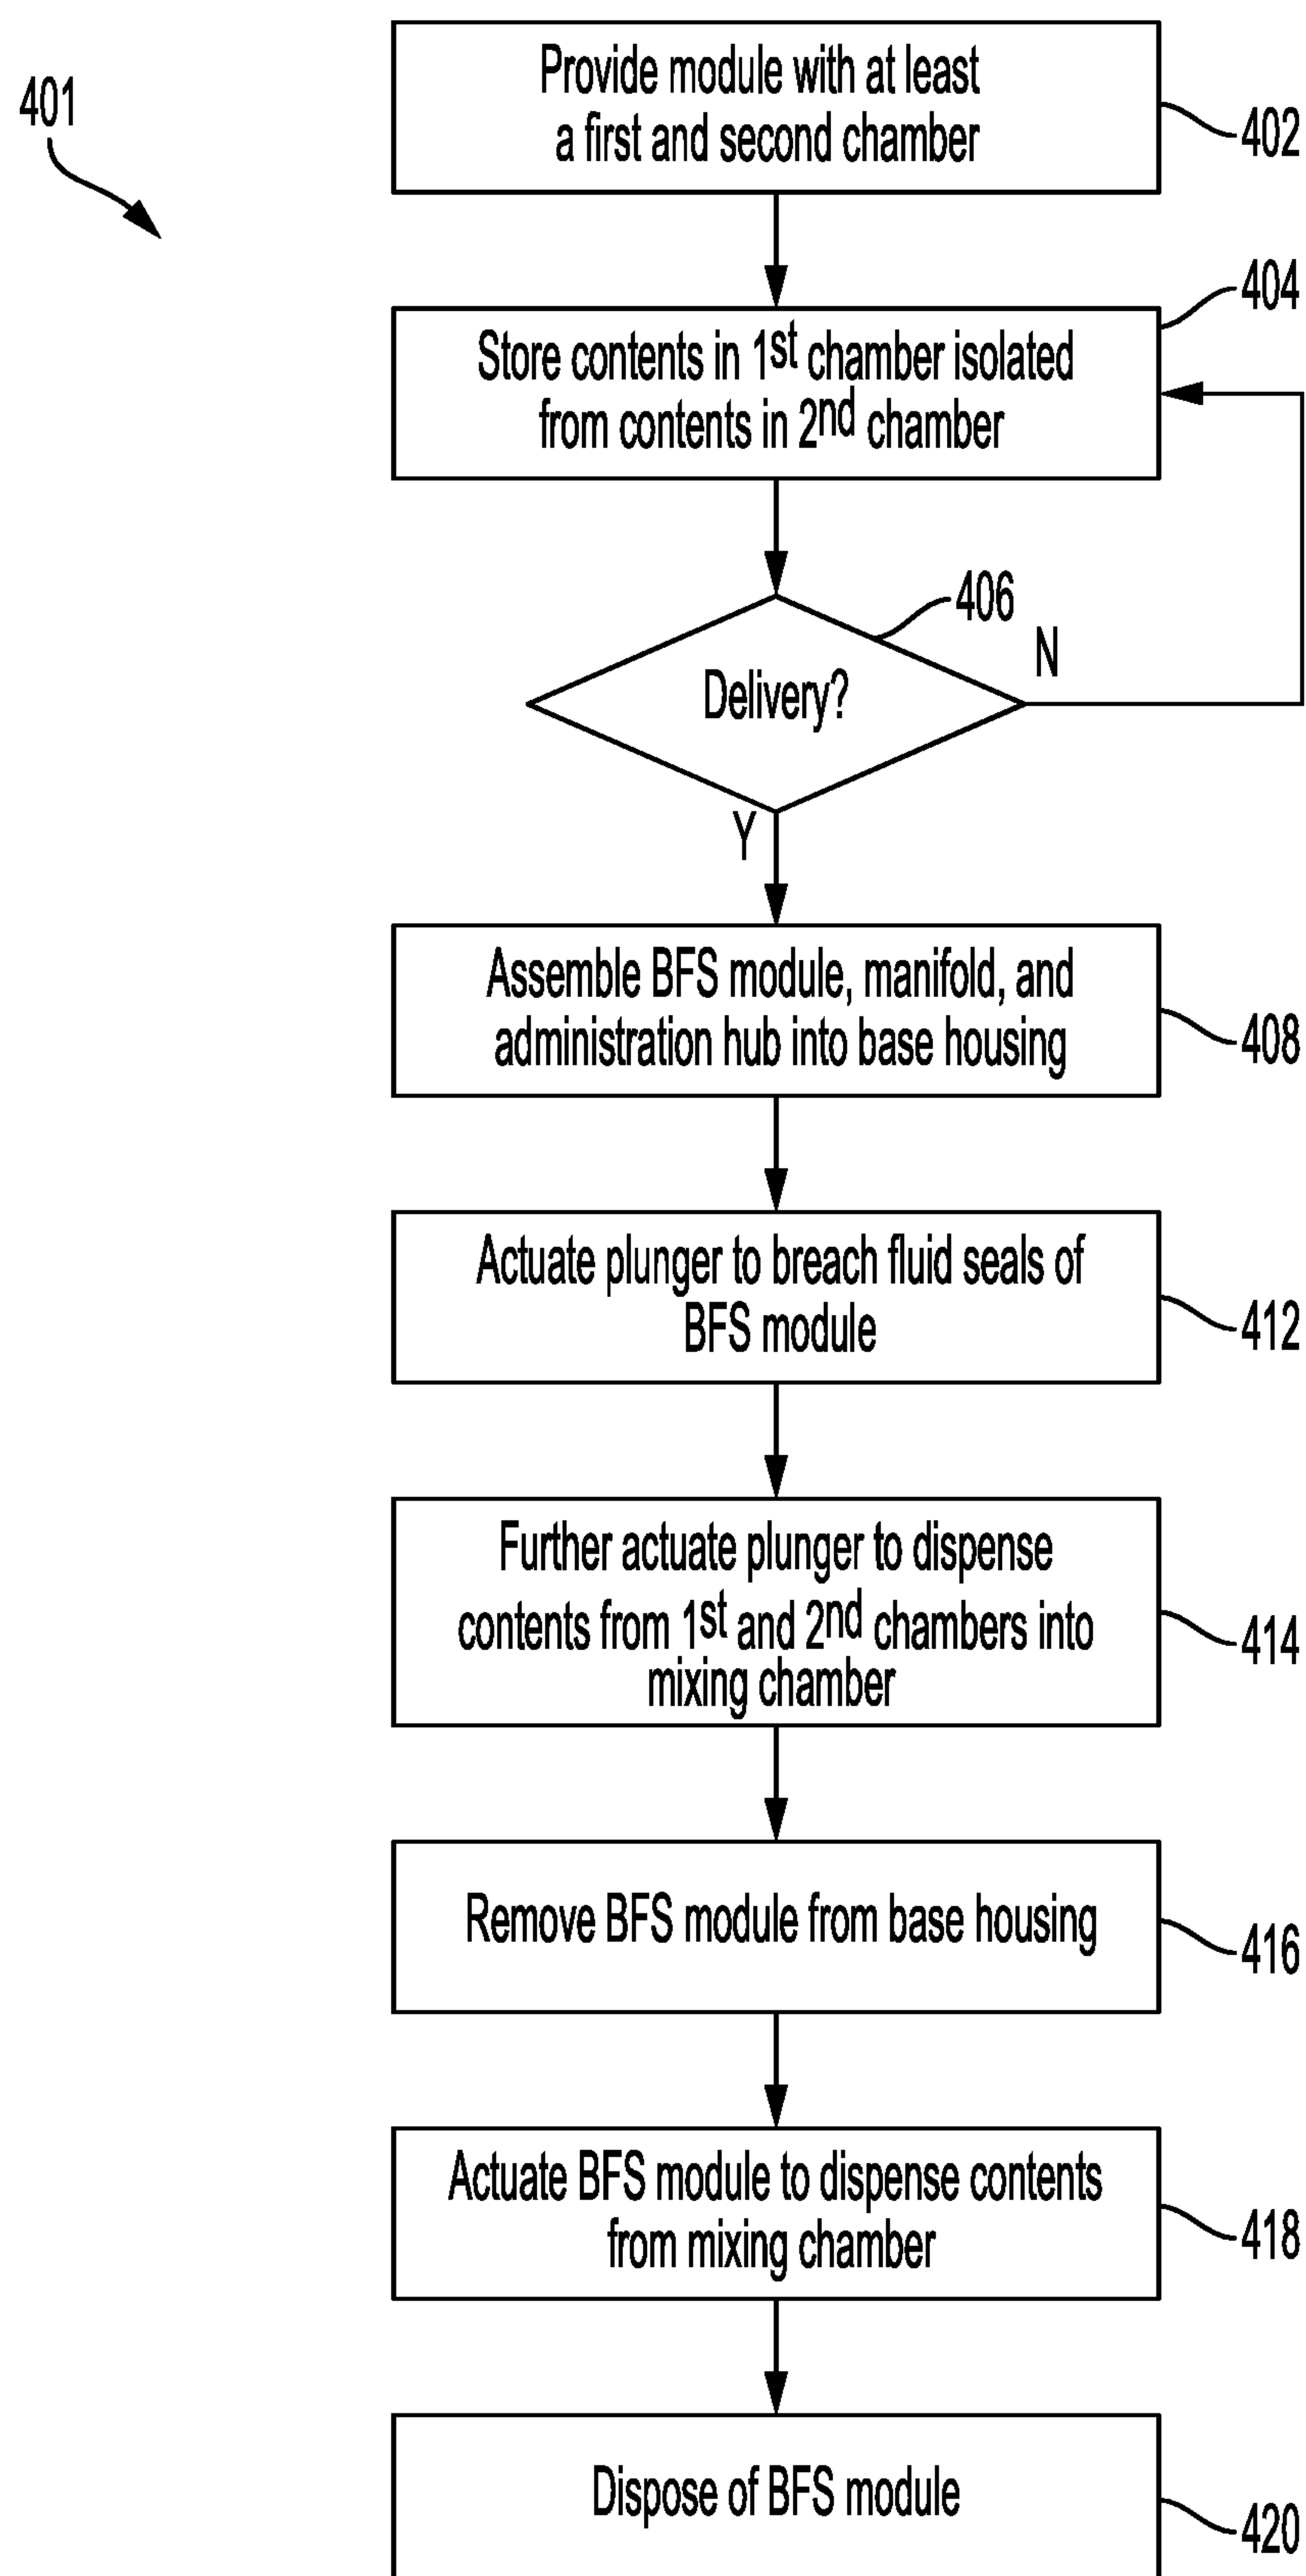 401
Provide module with at least
a first and second chamber
402
404
Store contents in 1st chamber isolated
from contents in 2nd chamber
406
N
Delivery?
Y
Assemble BFS module, manifold, and
administration hub into base housing
408
Actuate plunger to breach fluid seals of
BFS module
412
Further actuate plunger to dispense
contents from 1st and 2nd chambers into
mixing chamber
414
Remove BFS module from base housing
416
Actuate BFS module to dispense contents
from mixing chamber
418
Dispose of BFS module
420